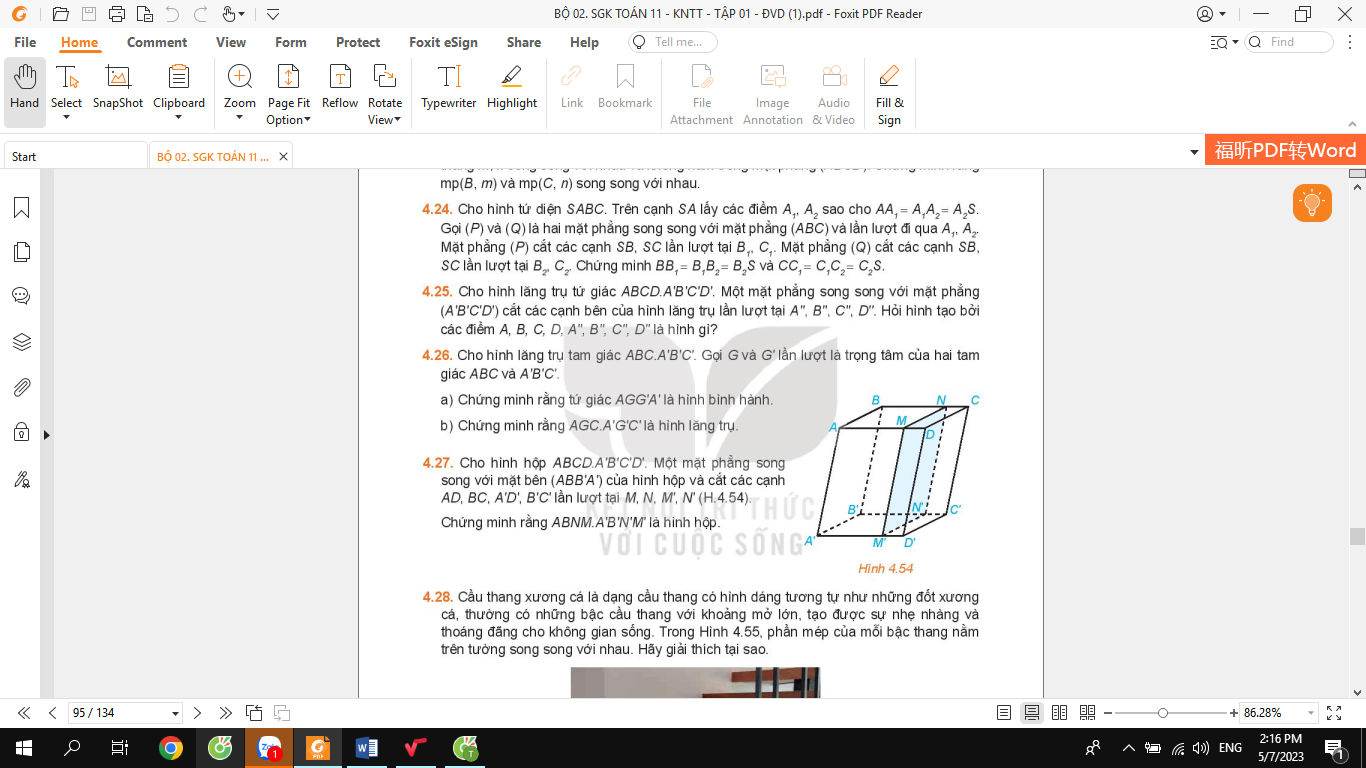 BỘ 02. SGK TOÁN 11 - KNTT - TẬP 01 - ĐVD (1).pdf - Foxit PDF Reader
File Home Comment View Form Protect Foxit eSign Share Help Tell me... Find
Hand Select SnapShot Clipboard Zoom Page Fit Option Reflow Rotate View Typewriter Highlight Link Bookmark File Attachment Image Annotation Audio & Video Fill & Sign
Start BỘ 02. SGK TOÁN 11 ... 福昕PDF转Word
mp(B, m) và mp(C, n) song song với nhau.
4.24. Cho hình tứ diện SABC. Trên cạnh SA lấy các điểm A₁, A₂ sao cho AA₁ = A₁A₂ = A₂S.
Gọi (P) và (Q) là hai mặt phẳng song song với mặt phẳng (ABC) và lần lượt đi qua A₁, A₂.
Mặt phẳng (P) cắt các cạnh SB, SC lần lượt tại B₁, C₁. Mặt phẳng (Q) cắt các cạnh SB,
SC lần lượt tại B₂, C₂. Chứng minh BB₁ = B₁B₂ = B₂S và CC₁ = C₁C₂ = C₂S.
4.25. Cho hình lăng trụ tứ giác ABCD.A'B'C'D'. Một mặt phẳng song song với mặt phẳng
(A'B'C'D') cắt các cạnh bên của hình lăng trụ lần lượt tại A", B", C", D". Hỏi hình tạo bởi
các điểm A, B, C, D, A", B", C", D" là hình gì?
4.26. Cho hình lăng trụ tam giác ABC.A'B'C'. Gọi G và G' lần lượt là trọng tâm của hai tam
giác ABC và A'B'C'.
a) Chứng minh rằng tứ giác AGG'A' là hình bình hành.
b) Chứng minh rằng AGC.A'G'C' là hình lăng trụ.
4.27. Cho hình hộp ABCD.A'B'C'D'. Một mặt phẳng song
song với mặt bên (ABB'A') của hình hộp và cắt các cạnh
AD, BC, A'D', B'C' lần lượt tại M, N, M', N' (H.4.54).
Chứng minh rằng ABNM.A'B'N'M' là hình hộp.
KẾT NỐI TRI THỨC
VỚI CUỘC SỐNG
B N C
A M D
B' N' C'
A' M' D'
Hình 4.54
4.28. Cầu thang xương cá là dạng cầu thang có hình dáng tương tự như những đốt xương
cá, thường có những bậc cầu thang với khoảng mở lớn, tạo được sự nhẹ nhàng và
thoáng đãng cho không gian sống. Trong Hình 4.55, phần mép của mỗi bậc thang nằm
trên tường song song với nhau. Hãy giải thích tại sao.
95 / 134 86.28%
Zalo 1 PDF T ENG 2:16 PM 1
5/7/2023